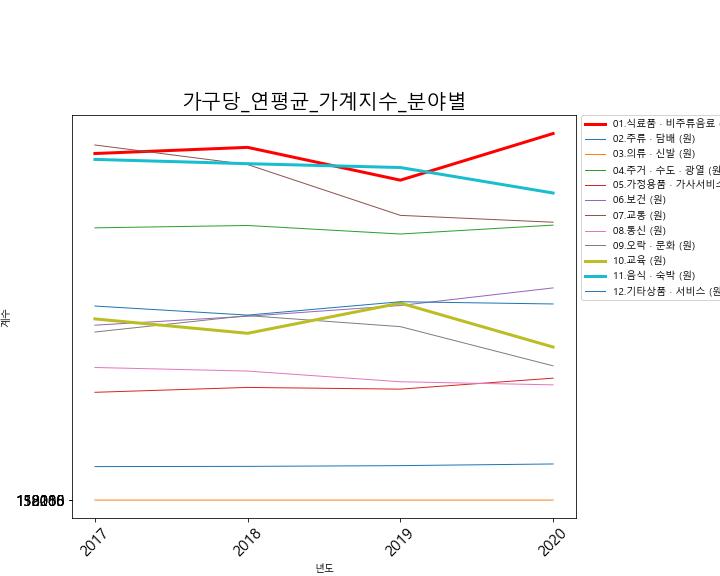 가구당_연평균_가계지수_분야별
01.식료품 · 비주류음료
02.주류 · 담배 (원)
03.의류 · 신발 (원)
04.주거 · 수도 · 광열 (원
05.가정용품 · 가사서비스
06.보건 (원)
07.교통 (원)
08.통신 (원)
09.오락 · 문화 (원)
10.교육 (원)
11.음식 · 숙박 (원)
12.기타상품 · 서비스 (원
계수
2017
2018
2019
2020
년도